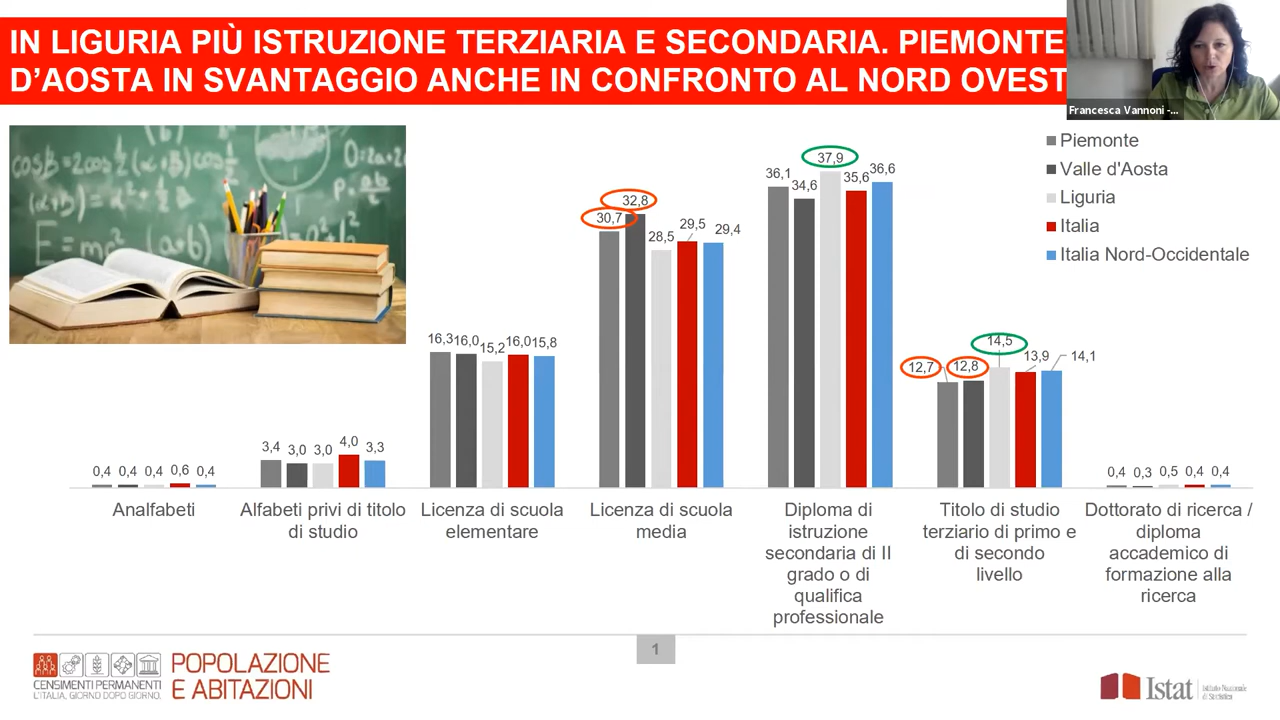 IN LIGURIA PIÙ ISTRUZIONE TERZIARIA E SECONDARIA. PIEMONTE
D'AOSTA IN SVANTAGGIO ANCHE IN CONFRONTO AL NORD OVEST
Francesca Vannoni -...
Piemonte
Valle d'Aosta
Liguria
Italia
Italia Nord-Occidentale
0,4 0,4 0,4 0,6 0,4
3,4 3,0 3,0 4,0 3,3
16,3 16,0 15,2 16,0 15,8
30,7 32,8 28,5 29,5 29,4
36,1 34,6 37,9 35,6 36,6
12,7 12,8 14,5 13,9 14,1
0,4 0,3 0,5 0,4 0,4
Analfabeti
Alfabeti privi di titolo
di studio
Licenza di scuola
elementare
Licenza di scuola
media
Diploma di
istruzione
secondaria di II
grado o di
qualifica
professionale
Titolo di studio
terziario di primo e
di secondo
livello
Dottorato di ricerca /
diploma
accademico di
formazione alla
ricerca
1
CENSIMENTI PERMANENTI
L'ITALIA, GIORNO DOPO GIORNO.
POPOLAZIONE
E ABITAZIONI
Istat
Istituto Nazionale
di Statistica